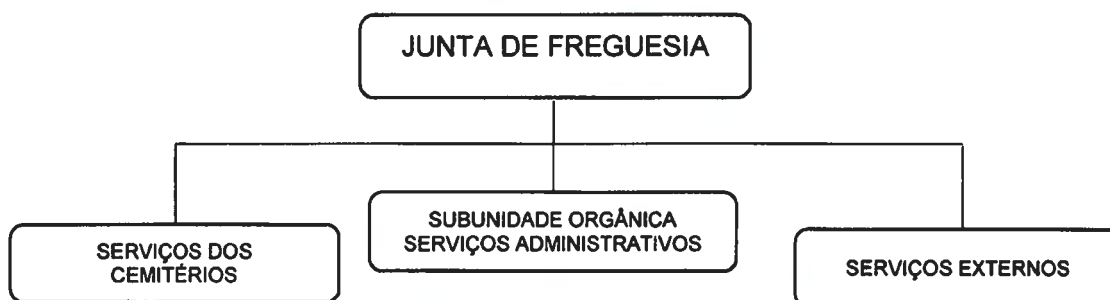 JUNTA DE FREGUESIA
SERVIÇOS DOS
CEMITÉRIOS
SUBUNIDADE ORGÂNICA
SERVIÇOS ADMINISTRATIVOS
SERVIÇOS EXTERNOS